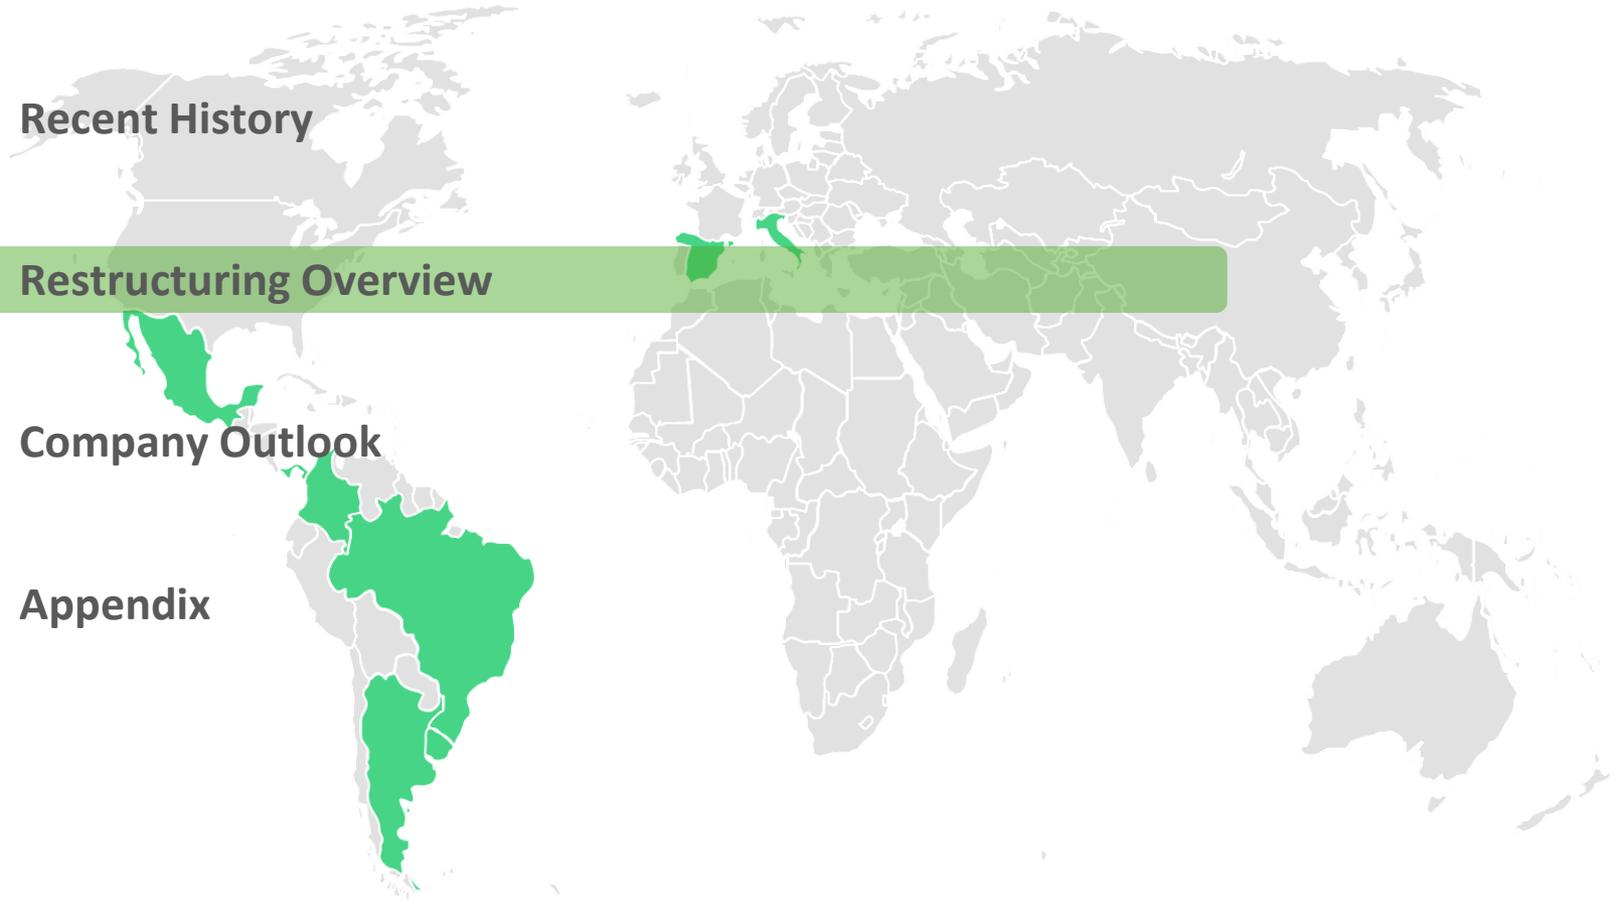 Recent History
Restructuring Overview
Company Outlook
Appendix